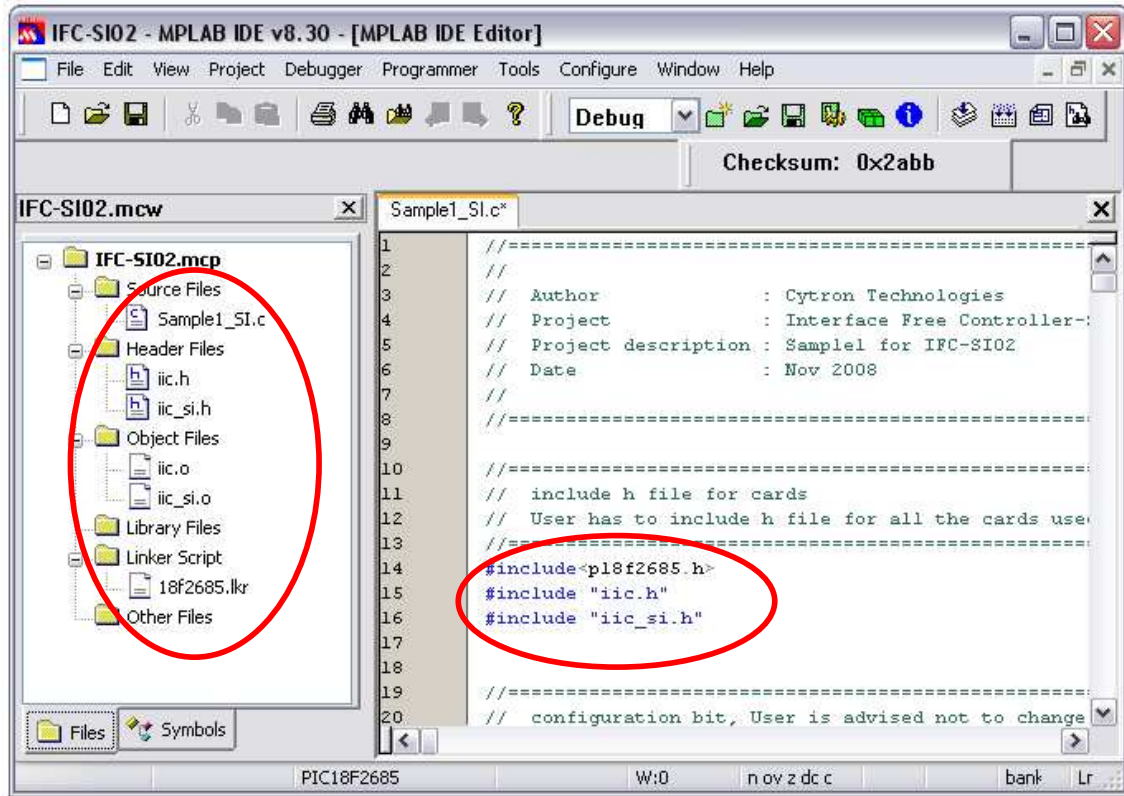 IFC-SI02 - MPLAB IDE v8.30 - [MPLAB IDE Editor]
File Edit View Project Debugger Programmer Tools Configure Window Help
Debug
Checksum: 0x2abb
IFC-SI02.mcw
IFC-SI02.mcp
Source Files
Sample1_SI.c
Header Files
iic.h
iic_si.h
Object Files
iic.o
iic_si.o
Library Files
Linker Script
18f2685.lkr
Other Files
Files Symbols
Sample1_SI.c*
1 //=====================================================
2 //
3 // Author : Cytron Technologies
4 // Project : Interface Free Controller-
5 // Project description : Sample1 for IFC-SI02
6 // Date : Nov 2008
7 //
8 //=====================================================
9
10 //=====================================================
11 // include h file for cards
12 // User has to include h file for all the cards use
13 //=====================================================
14 #include<p18f2685.h>
15 #include "iic.h"
16 #include "iic_si.h"
17
18
19 //=====================================================
20 // configuration bit, User is advised not to change
PIC18F2685 W:0 n ov z dc c bank Lr